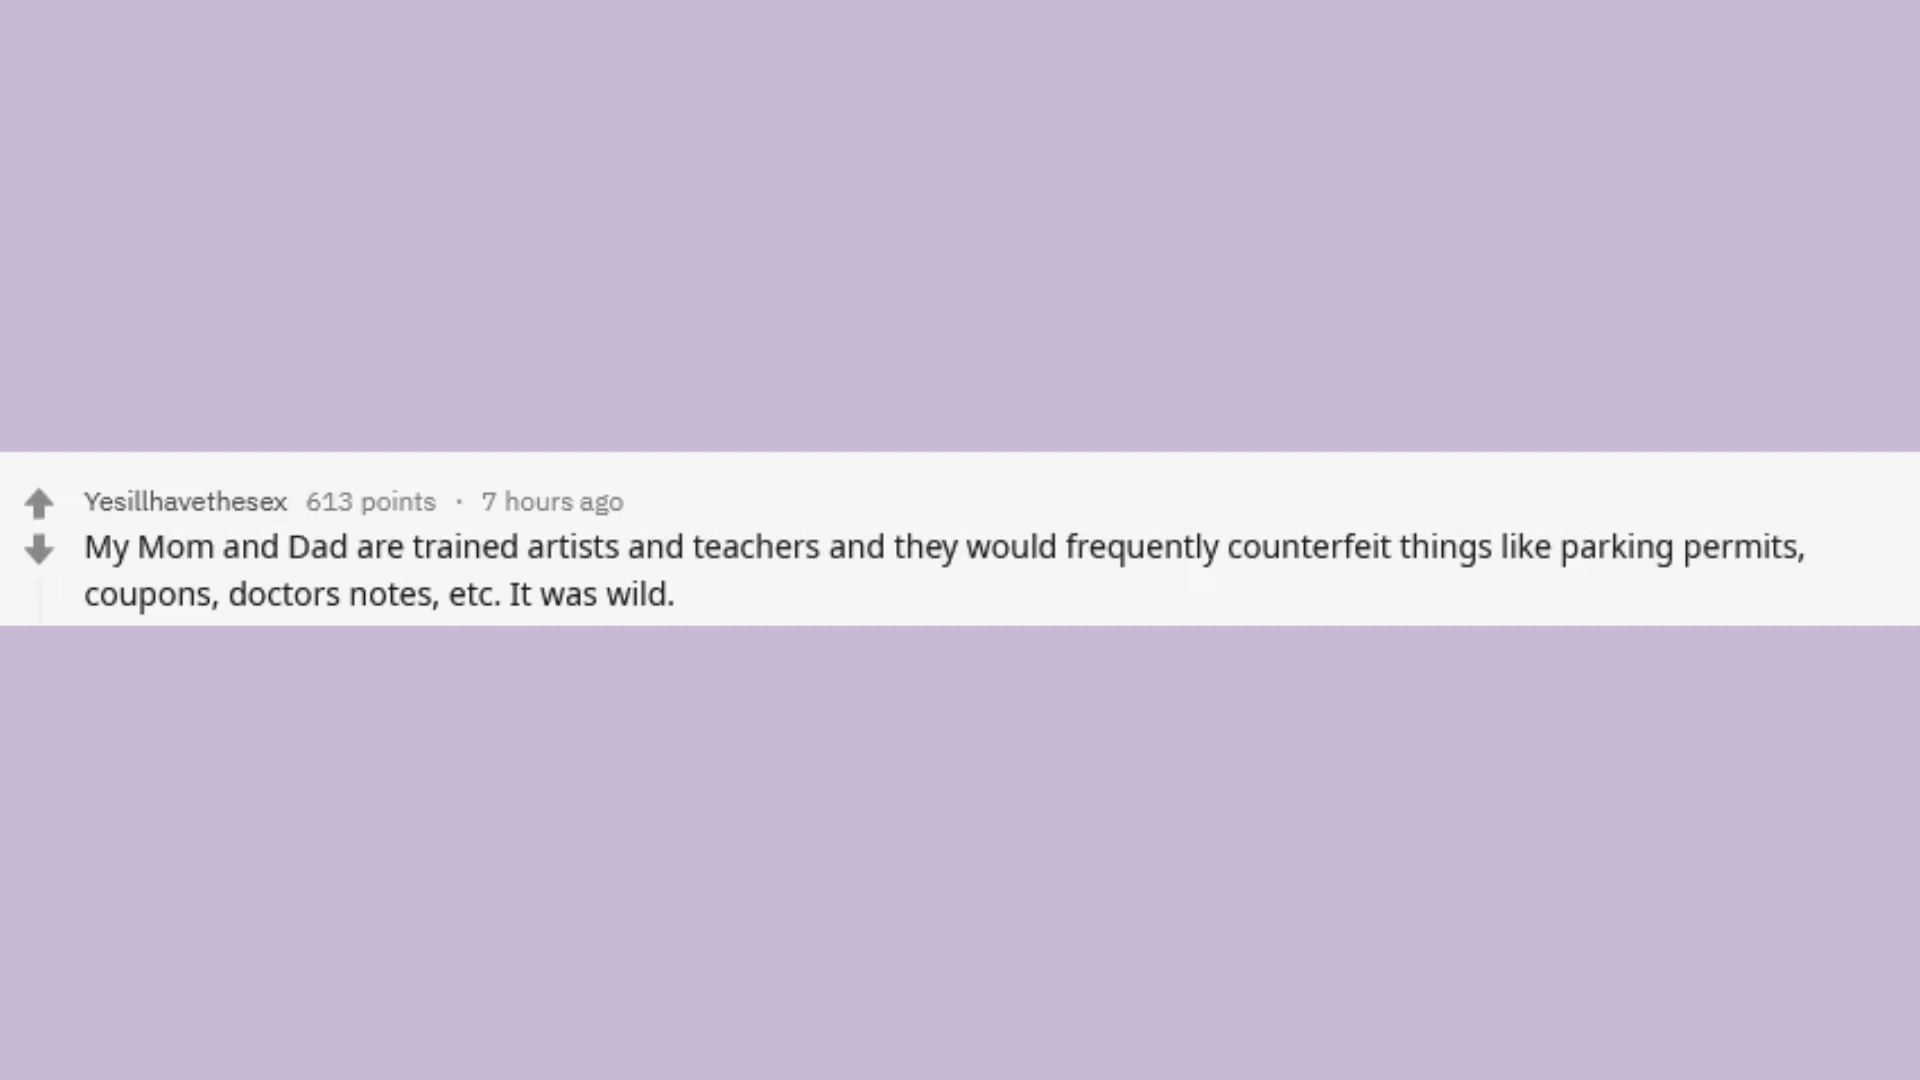 Yesillhavethesex 613 points · 7 hours ago
My Mom and Dad are trained artists and teachers and they would frequently counterfeit things like parking permits,
coupons, doctors notes, etc. It was wild.